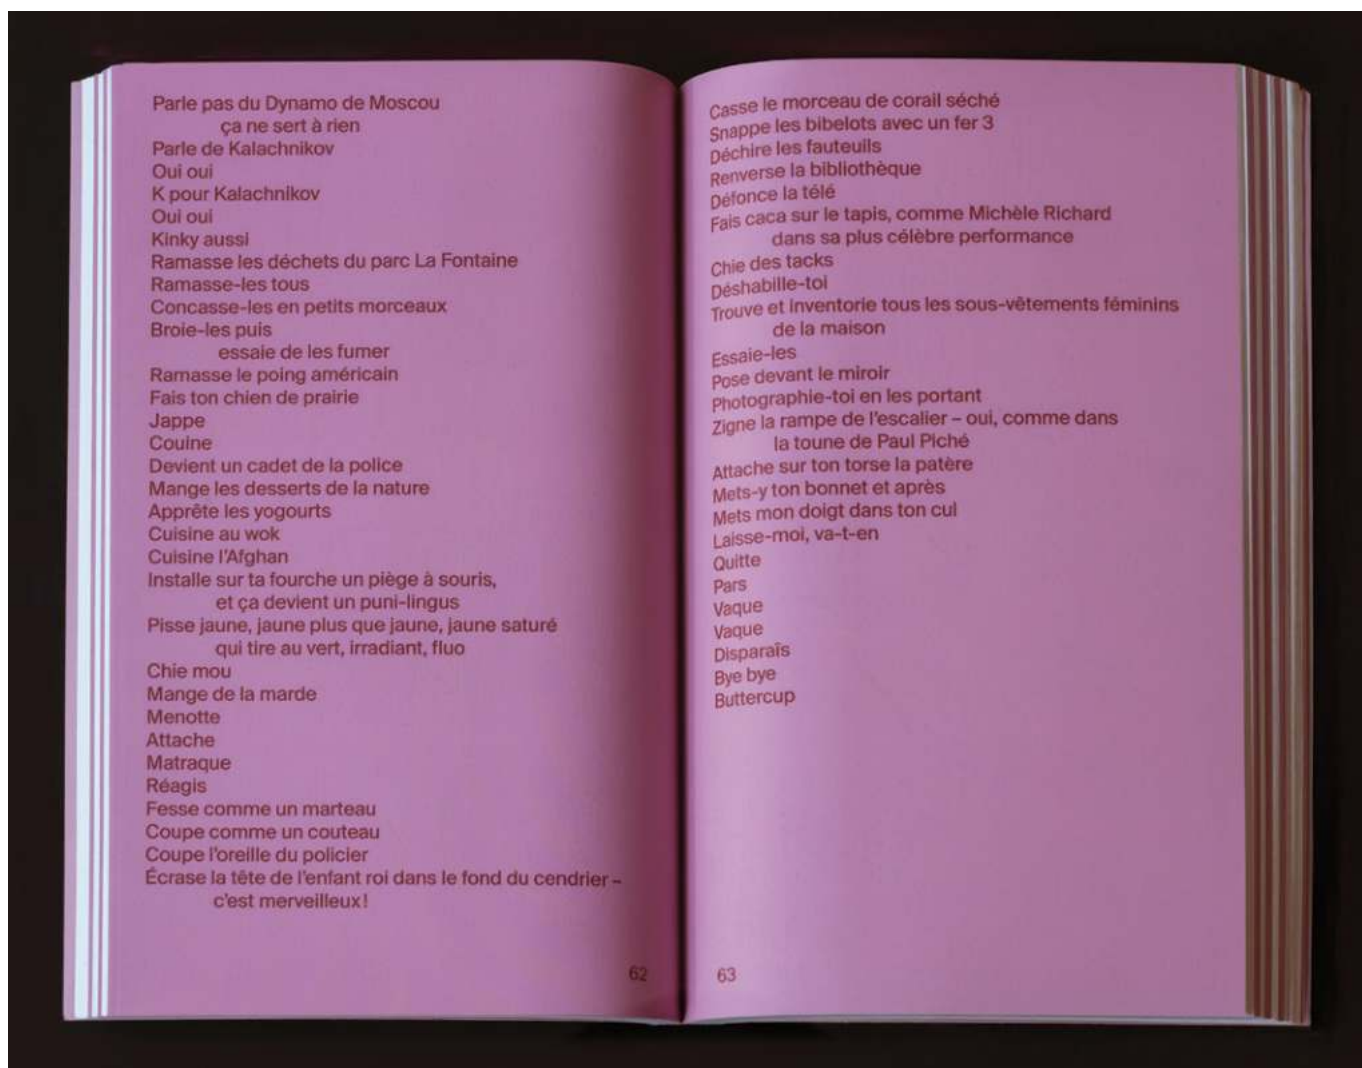 Parle pas du Dynamo de Moscou
ça ne sert à rien
Parle de Kalachnikov
Oui oui
K pour Kalachnikov
Oui oui
Kinky aussi
Ramasse les déchets du parc La Fontaine
Ramasse-les tous
Concasse-les en petits morceaux
Broie-les puis
essaie de les fumer
Ramasse le poing américain
Fais ton chien de prairie
Jappe
Couine
Devient un cadet de la police
Mange les desserts de la nature
Apprête les yogourts
Cuisine au wok
Cuisine l'Afghan
Installe sur ta fourche un piège à souris,
et ça devient un puni-lingus
Pisse jaune, jaune plus que jaune, jaune saturé
qui tire au vert, irradiant, fluo
Chie mou
Mange de la marde
Menotte
Attache
Matraque
Réagis
Fesse comme un marteau
Coupe comme un couteau
Coupe l'oreille du policier
Écrase la tête de l'enfant roi dans le fond du cendrier –
c'est merveilleux !
62
Casse le morceau de corail séché
Snappe les bibelots avec un fer 3
Déchire les fauteuils
Renverse la bibliothèque
Défonce la télé
Fais caca sur le tapis, comme Michèle Richard
dans sa plus célèbre performance
Chie des tacks
Déshabille-toi
Trouve et inventorie tous les sous-vêtements féminins
de la maison
Essaie-les
Pose devant le miroir
Photographie-toi en les portant
Zigne la rampe de l'escalier – oui, comme dans
la toune de Paul Piché
Attache sur ton torse la patère
Mets-y ton bonnet et après
Mets mon doigt dans ton cul
Laisse-moi, va-t-en
Quitte
Pars
Vaque
Vaque
Disparaîs
Bye bye
Buttercup
63